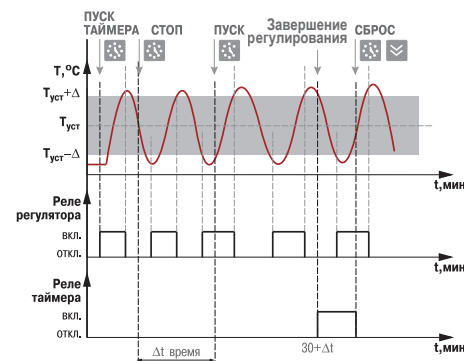 ПУСК
ТАЙМЕРА
СТОП
ПУСК
Завершение
регулирования
СБРОС
T,°C
Tуст+Δ
Tуст
Tуст–Δ
t,мин
Реле
регулятора
вкл.
откл.
t,мин
Реле
таймера
вкл.
откл.
t,мин
Δt время
30+Δt